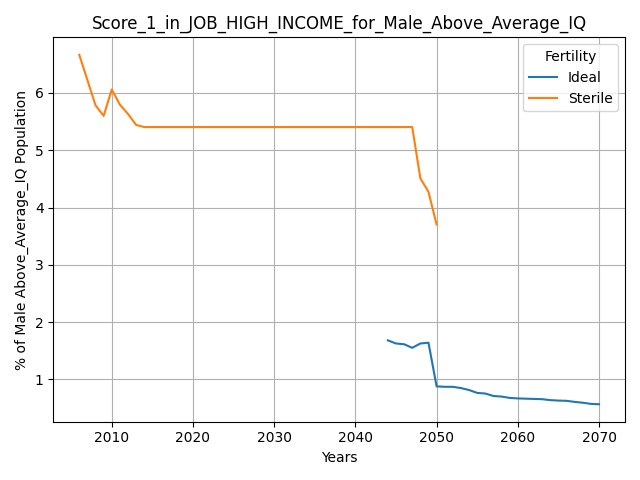 Score_1_in_JOB_HIGH_INCOME_for_Male_Above_Average_IQ
Fertility
Ideal
Sterile
% of Male Above_Average_IQ Population
6
5
4
3
2
1
2010 2020 2030 2040 2050 2060 2070
Years